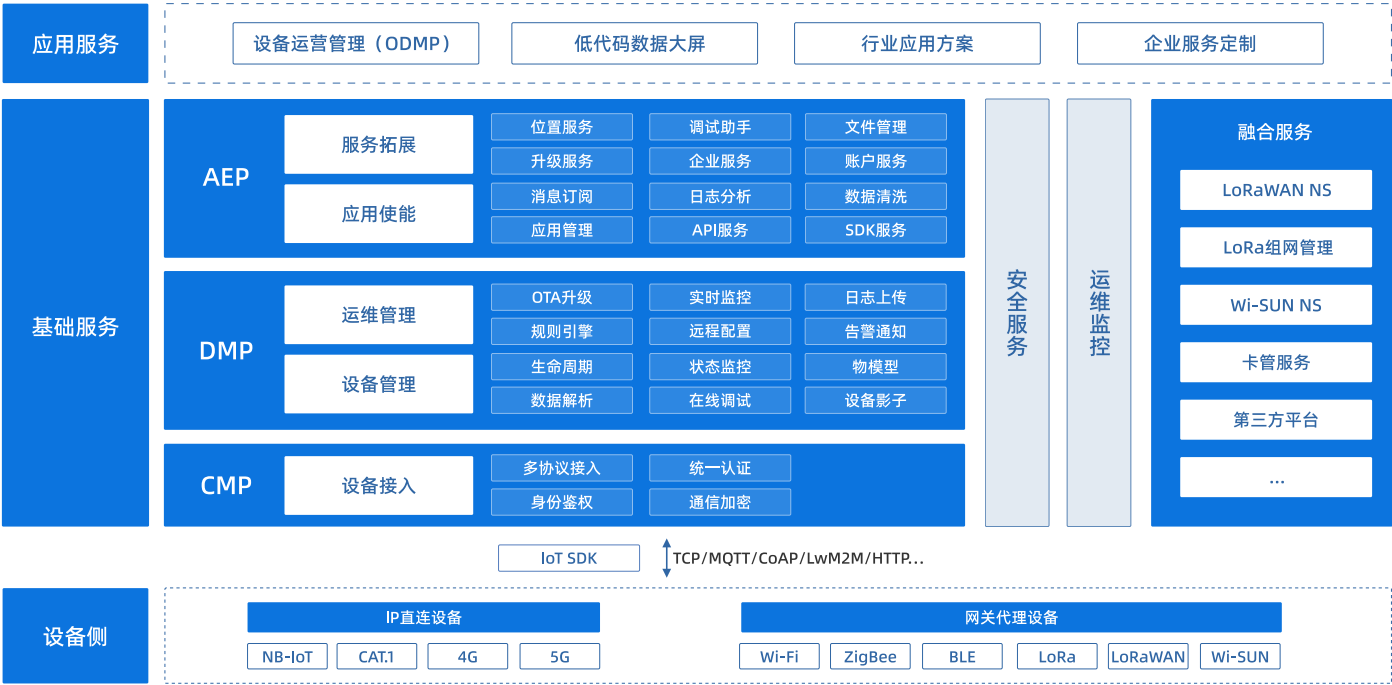 应用服务
设备运营管理（ODMP）
低代码数据大屏
行业应用方案
企业服务定制
基础服务
AEP
服务拓展
应用使能
位置服务
调试助手
文件管理
升级服务
企业服务
账户服务
消息订阅
日志分析
数据清洗
应用管理
API服务
SDK服务
DMP
运维管理
设备管理
OTA升级
实时监控
日志上传
规则引擎
远程配置
告警通知
生命周期
状态监控
物模型
数据解析
在线调试
设备影子
CMP
设备接入
多协议接入
统一认证
身份鉴权
通信加密
安全服务
运维监控
融合服务
LoRaWAN NS
LoRa组网管理
Wi-SUN NS
卡管服务
第三方平台
...
IoT SDK
TCP/MQTT/CoAP/LwM2M/HTTP...
设备侧
IP直连设备
NB-IoT
CAT.1
4G
5G
网关代理设备
Wi-Fi
ZigBee
BLE
LoRa
LoRaWAN
Wi-SUN